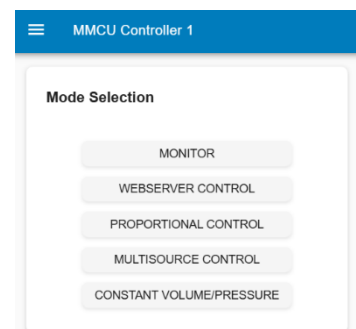 MMCU Controller 1
Mode Selection
MONITOR
WEBSERVER CONTROL
PROPORTIONAL CONTROL
MULTISOURCE CONTROL
CONSTANT VOLUME/PRESSURE